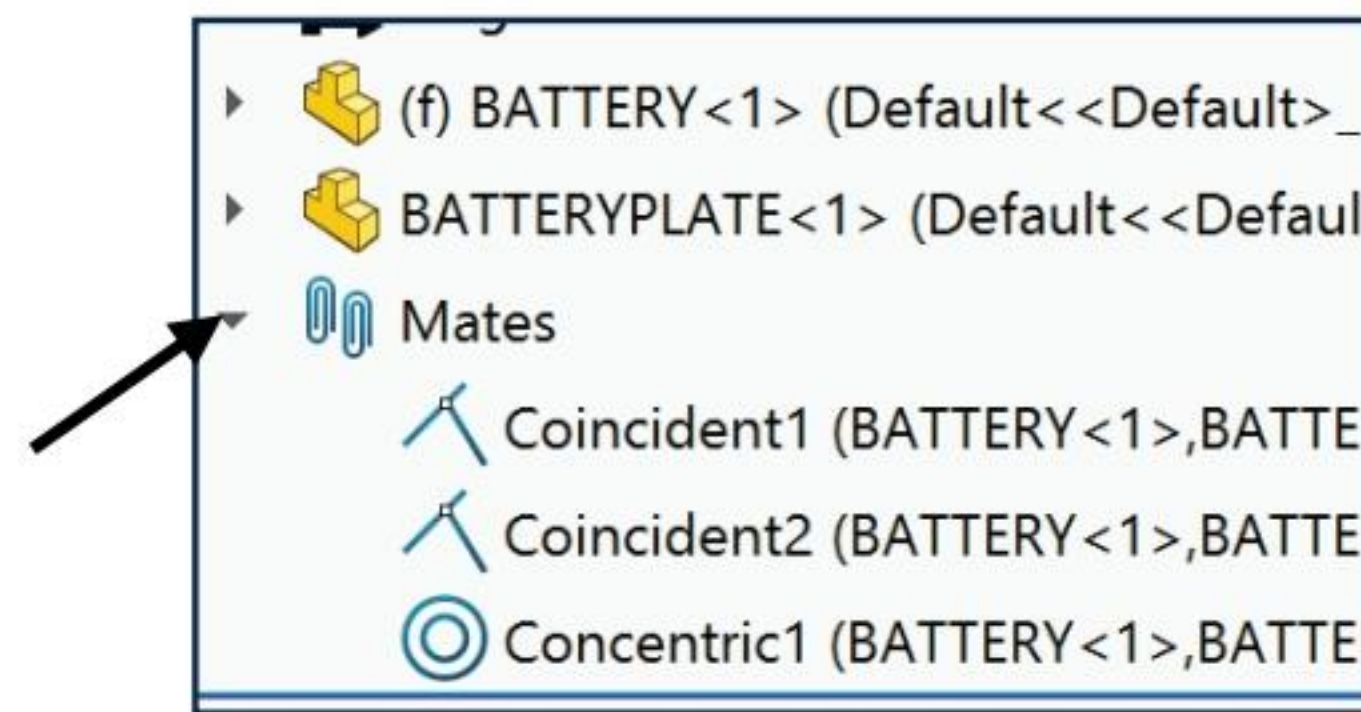 (f) BATTERY<1> (Default<<Default>_
BATTERYPLATE<1> (Default<<Defaul
Mates
Coincident1 (BATTERY<1>,BATTE
Coincident2 (BATTERY<1>,BATTE
Concentric1 (BATTERY<1>,BATTE